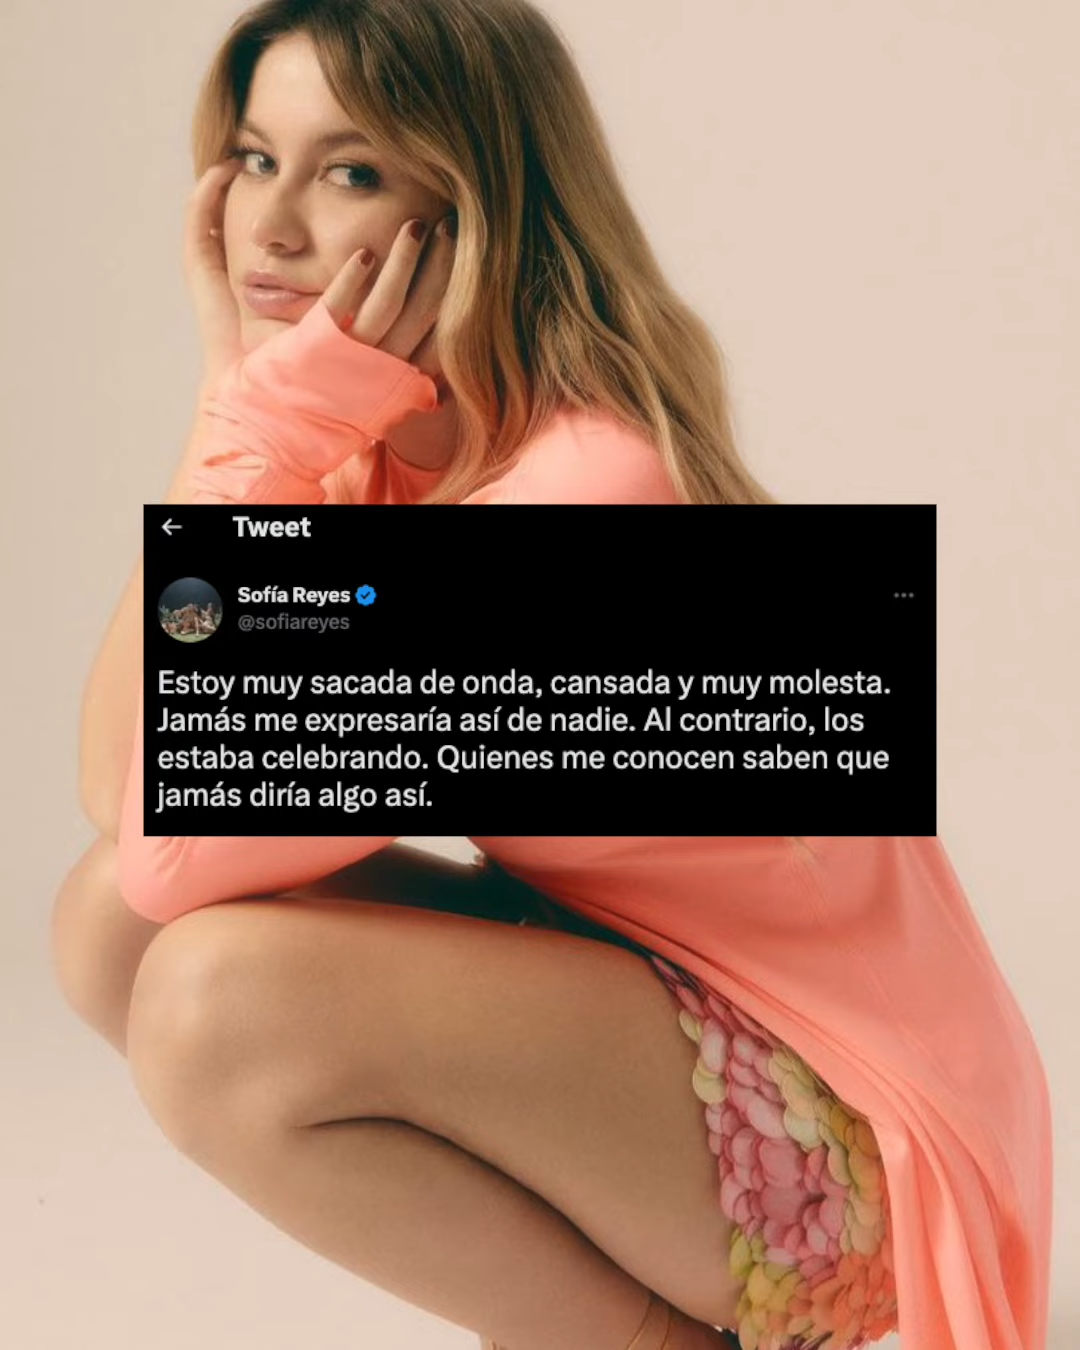 Tweet
Sofía Reyes
@sofiareyes
Estoy muy sacada de onda, cansada y muy molesta.
Jamás me expresaría así de nadie. Al contrario, los
estaba celebrando. Quienes me conocen saben que
jamás diría algo así.